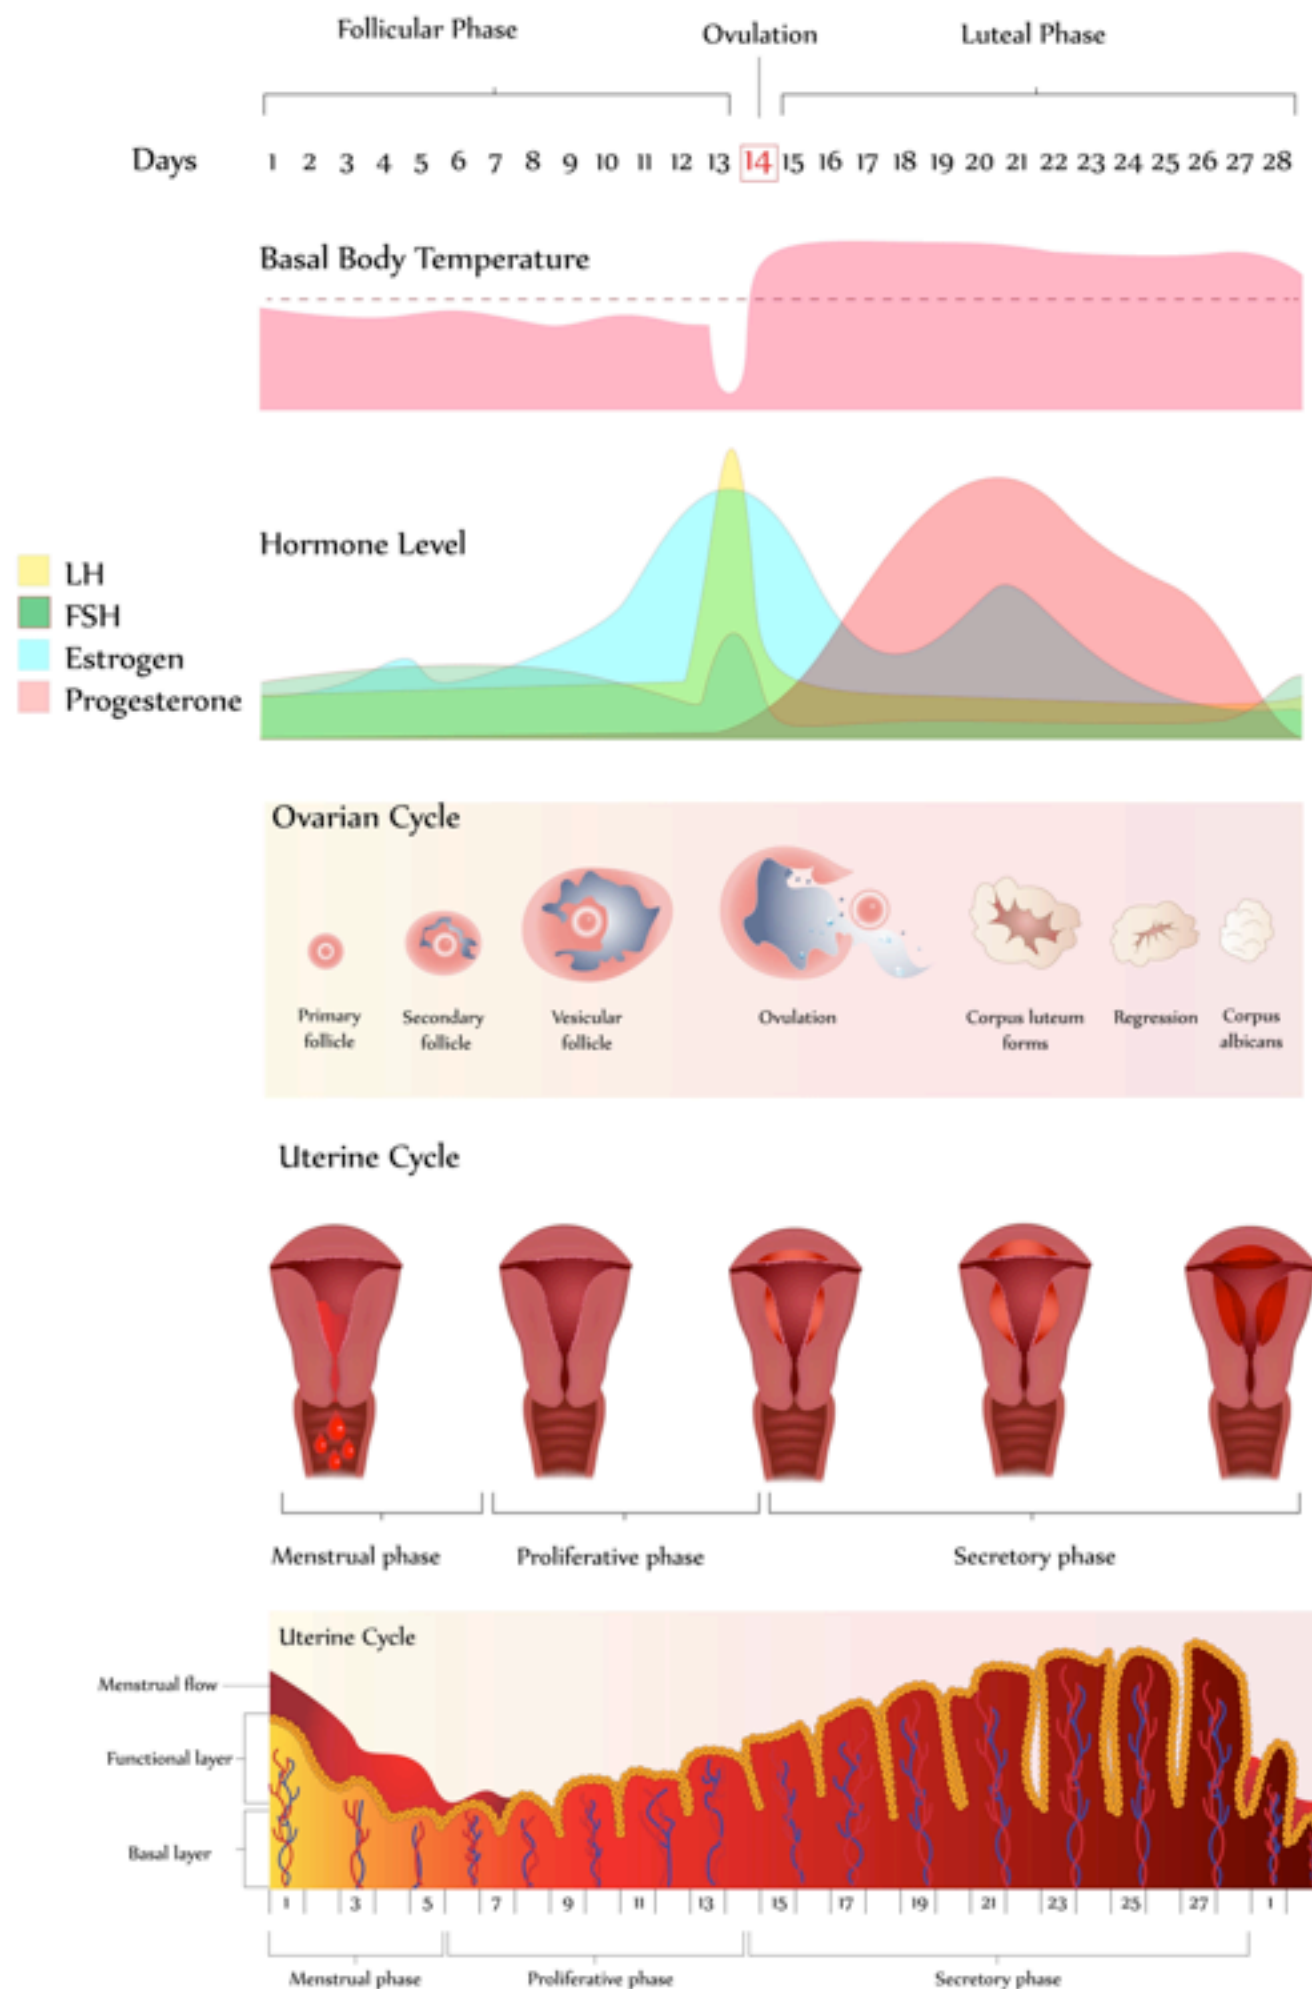 Follicular Phase Ovulation Luteal Phase
Days 1 2 3 4 5 6 7 8 9 10 11 12 13 14 15 16 17 18 19 20 21 22 23 24 25 26 27 28
Basal Body Temperature
Hormone Level
LH
FSH
Estrogen
Progesterone
Ovarian Cycle
Primary follicle
Secondary follicle
Vesicular follicle
Ovulation
Corpus luteum forms
Regression
Corpus albicans
Uterine Cycle
Menstrual phase Proliferative phase Secretory phase
Uterine Cycle
Menstrual flow
Functional layer
Basal layer
1 3 5 7 9 11 13 15 17 19 21 23 25 27 1
Menstrual phase Proliferative phase Secretory phase